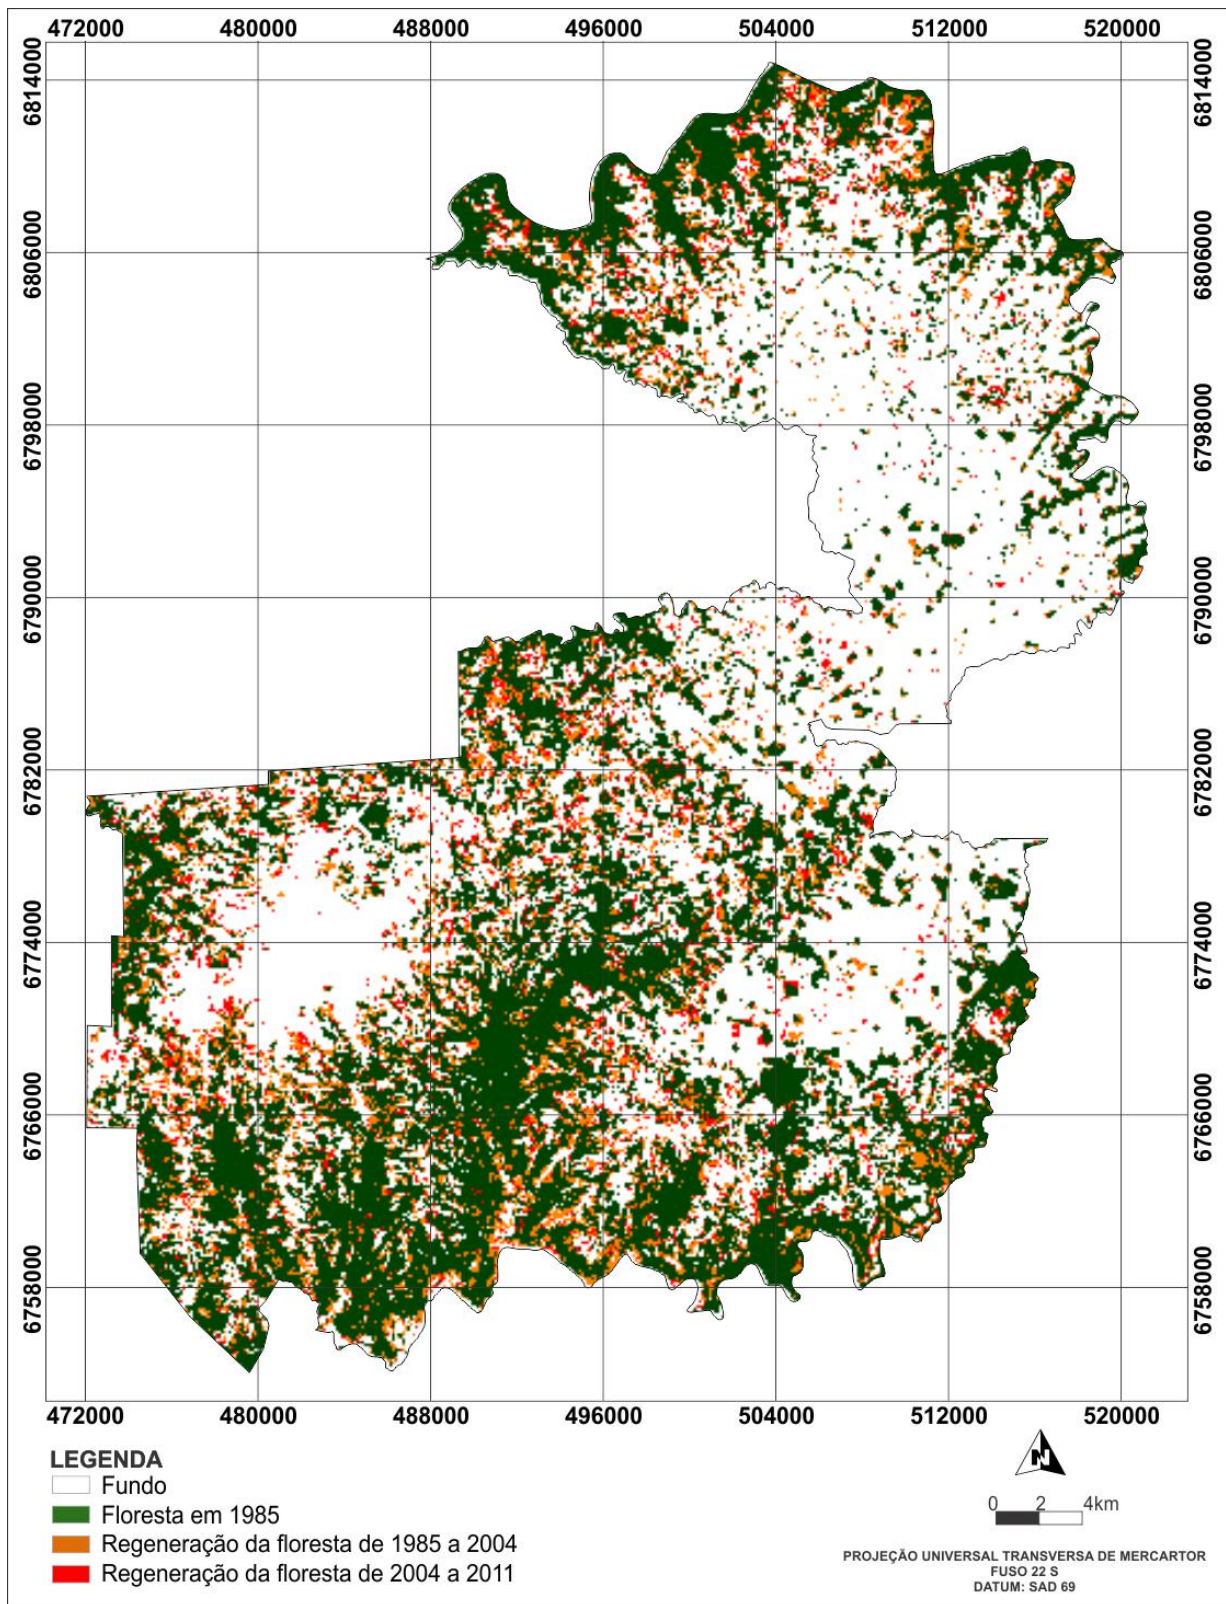 472000 480000 488000 496000 504000 512000 520000
6814000 6814000
6806000 6806000
6798000 6798000
6790000 6790000
6782000 6782000
6774000 6774000
6766000 6766000
6758000 6758000
472000 480000 488000 496000 504000 512000 520000
LEGENDA
Fundo
Floresta em 1985
Regeneração da floresta de 1985 a 2004
Regeneração da floresta de 2004 a 2011
N
0 2 4km
PROJEÇÃO UNIVERSAL TRANSVERSA DE MERCARTOR
FUSO 22 S
DATUM: SAD 69